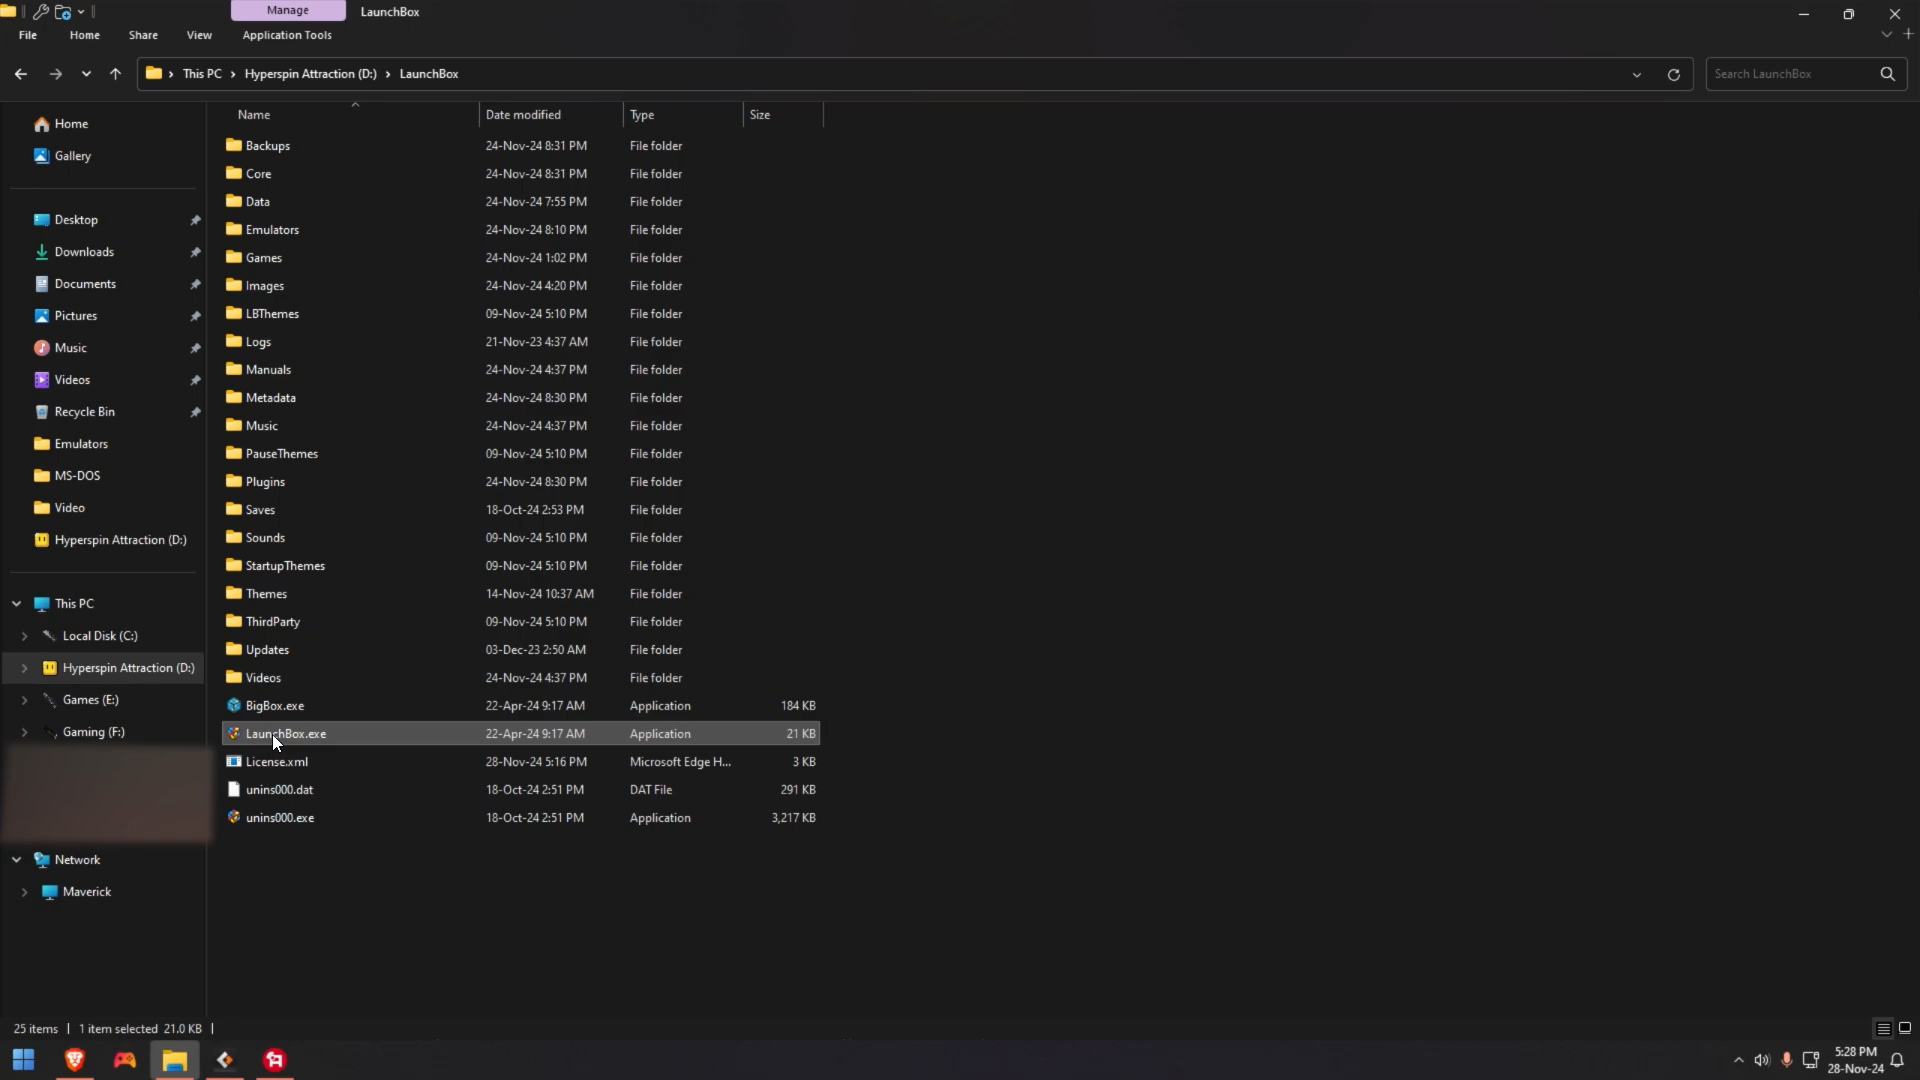 Manage LaunchBox
File Home Share View Application Tools
This PC Hyperspin Attraction (D:) LaunchBox Search LaunchBox
Name Date modified Type Size
Home
Gallery
Desktop
Downloads
Documents
Pictures
Music
Videos
Recycle Bin
Emulators
MS-DOS
Video
Hyperspin Attraction (D:)
This PC
Local Disk (C:)
Hyperspin Attraction (D:)
Games (E:)
Gaming (F:)
Network
Maverick
Backups 24-Nov-24 8:31 PM File folder
Core 24-Nov-24 8:31 PM File folder
Data 24-Nov-24 7:55 PM File folder
Emulators 24-Nov-24 8:10 PM File folder
Games 24-Nov-24 1:02 PM File folder
Images 24-Nov-24 4:20 PM File folder
LBThemes 09-Nov-24 5:10 PM File folder
Logs 21-Nov-23 4:37 AM File folder
Manuals 24-Nov-24 4:37 PM File folder
Metadata 24-Nov-24 8:30 PM File folder
Music 24-Nov-24 4:37 PM File folder
PauseThemes 09-Nov-24 5:10 PM File folder
Plugins 24-Nov-24 8:30 PM File folder
Saves 18-Oct-24 2:53 PM File folder
Sounds 09-Nov-24 5:10 PM File folder
StartupThemes 09-Nov-24 5:10 PM File folder
Themes 14-Nov-24 10:37 AM File folder
ThirdParty 09-Nov-24 5:10 PM File folder
Updates 03-Dec-23 2:50 AM File folder
Videos 24-Nov-24 4:37 PM File folder
BigBox.exe 22-Apr-24 9:17 AM Application 184 KB
LaunchBox.exe 22-Apr-24 9:17 AM Application 21 KB
License.xml 28-Nov-24 5:16 PM Microsoft Edge H... 3 KB
unins000.dat 18-Oct-24 2:51 PM DAT File 291 KB
unins000.exe 18-Oct-24 2:51 PM Application 3,217 KB
25 items 1 item selected 21.0 KB
5:28 PM
28-Nov-24